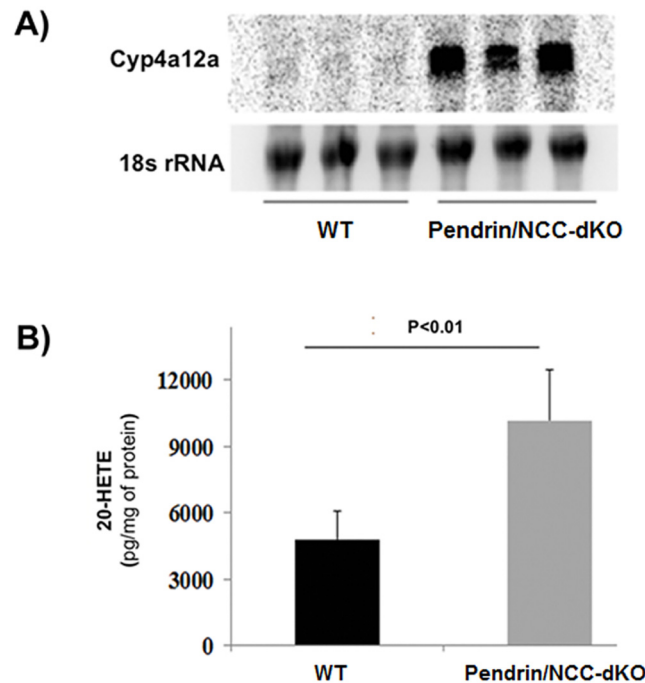 A)
Cyp4a12a
18s rRNA
WT Pendrin/NCC-dKO
B)
P<0.01
12000
9000
6000
3000
0
20-HETE
(pg/mg of protein)
WT Pendrin/NCC-dKO